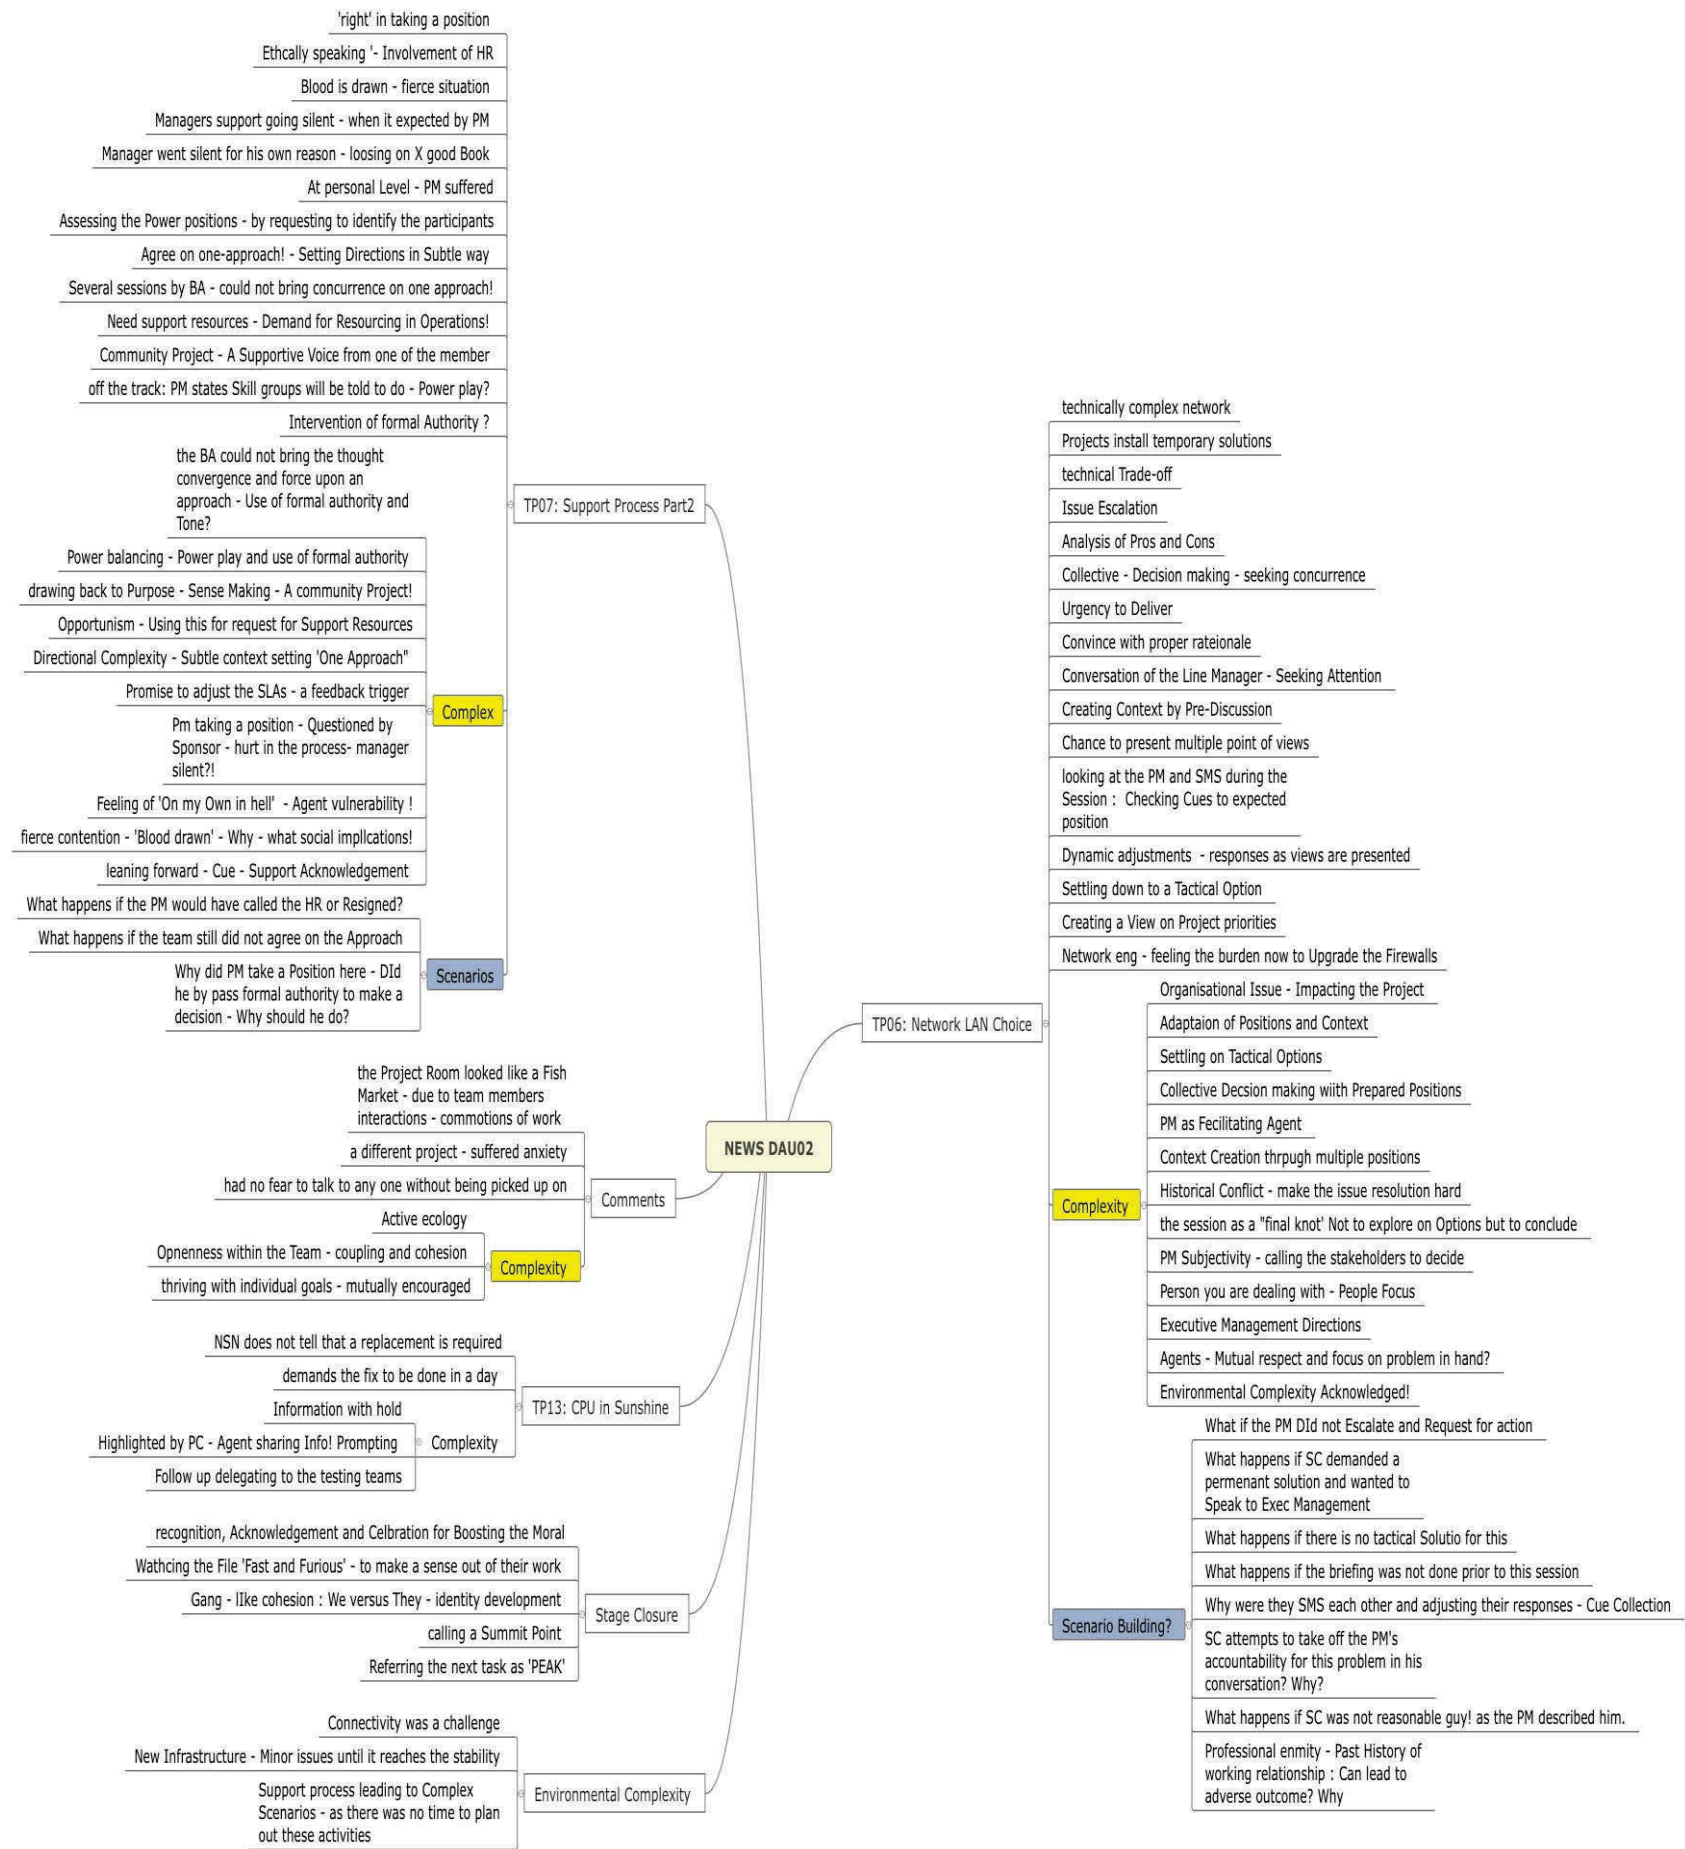 'right' in taking a position
Ethcally speaking '- Involvement of HR
Blood is drawn - fierce situation
Managers support going silent - when it expected by PM
Manager went silent for his own reason - loosing on X good Book
At personal Level - PM suffered
Assessing the Power positions - by requesting to identify the participants
Agree on one-approach! - Setting Directions in Subtle way
Several sessions by BA - could not bring concurrence on one approach!
Need support resources - Demand for Resourcing in Operations!
Community Project - A Supportive Voice from one of the member
off the track: PM states Skill groups will be told to do - Power play?
Intervention of formal Authority ?
the BA could not bring the thought
convergence and force upon an
approach - Use of formal authority and
Tone?
TP07: Support Process Part2
Power balancing - Power play and use of formal authority
drawing back to Purpose - Sense Making - A community Project!
Opportunism - Using this for request for Support Resources
Directional Complexity - Subtle context setting 'One Approach"
Promise to adjust the SLAs - a feedback trigger
Complex
Pm taking a position - Questioned by
Sponsor - hurt in the process- manager
silent?!
Feeling of 'On my Own in hell'  - Agent vulnerability !
fierce contention - 'Blood drawn' - Why - what social implIcations!
leaning forward - Cue - Support Acknowledgement
What happens if the PM would have called the HR or Resigned?
What happens if the team still did not agree on the Approach
Scenarios
Why did PM take a Position here - DId
he by pass formal authority to make a
decision - Why should he do?
the Project Room looked like a Fish
Market - due to team members
interactions - commotions of work
a different project - suffered anxiety
had no fear to talk to any one without being picked up on
Comments
Active ecology
Opnenness within the Team - coupling and cohesion
Complexity
thriving with individual goals - mutually encouraged
NSN does not tell that a replacement is required
demands the fix to be done in a day
TP13: CPU in Sunshine
Information with hold
Highlighted by PC - Agent sharing Info! Prompting
Complexity
Follow up delegating to the testing teams
recognition, Acknowledgement and Celbration for Boosting the Moral
Wathcing the File 'Fast and Furious' - to make a sense out of their work
Gang - lIke cohesion : We versus They - identity development
Stage Closure
calling a Summit Point
Referring the next task as 'PEAK'
Connectivity was a challenge
New Infrastructure - Minor issues until it reaches the stability
Environmental Complexity
Support process leading to Complex
Scenarios - as there was no time to plan
out these activities
NEWS DAU02
technically complex network
Projects install temporary solutions
technical Trade-off
Issue Escalation
Analysis of Pros and Cons
Collective - Decision making - seeking concurrence
Urgency to Deliver
Convince with proper rateionale
Conversation of the Line Manager - Seeking Attention
Creating Context by Pre-Discussion
Chance to present multiple point of views
looking at the PM and SMS during the
Session :  Checking Cues to expected
position
Dynamic adjustments  - responses as views are presented
Settling down to a Tactical Option
Creating a View on Project priorities
Network eng - feeling the burden now to Upgrade the Firewalls
TP06: Network LAN Choice
Organisational Issue - Impacting the Project
Adaptaion of Positions and Context
Settling on Tactical Options
Collective Decsion making wiith Prepared Positions
PM as Fecilitating Agent
Context Creation thrpugh multiple positions
Historical Conflict - make the issue resolution hard
Complexity
the session as a "final knot' Not to explore on Options but to conclude
PM Subjectivity - calling the stakeholders to decide
Person you are dealing with - People Focus
Executive Management Directions
Agents - Mutual respect and focus on problem in hand?
Environmental Complexity Acknowledged!
What if the PM DId not Escalate and Request for action
What happens if SC demanded a
permenant solution and wanted to
Speak to Exec Management
What happens if there is no tactical Solutio for this
What happens if the briefing was not done prior to this session
Why were they SMS each other and adjusting their responses - Cue Collection
Scenario Building?
SC attempts to take off the PM's
accountability for this problem in his
conversation? Why?
What happens if SC was not reasonable guy! as the PM described him.
Professional enmity - Past History of
working relationship : Can lead to
adverse outcome? Why